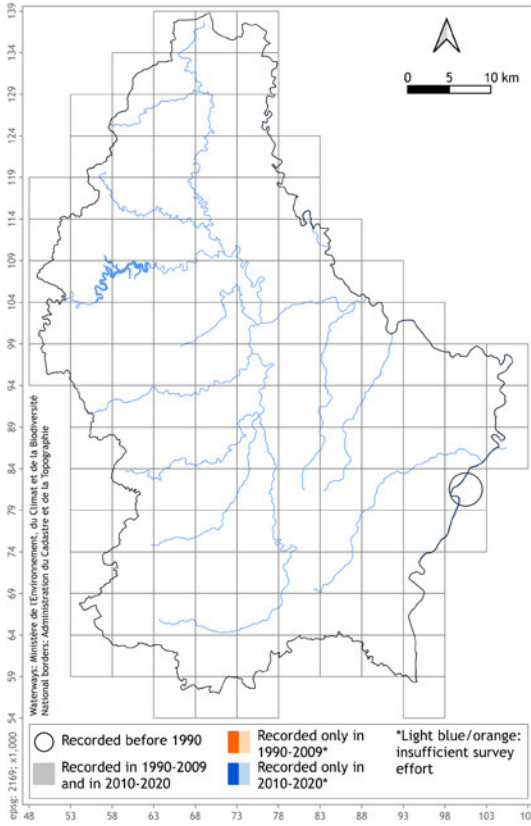 139
134
129
124
119
114
109
104
99
94
89
84
79
74
69
64
59
54
0 5 10 km
Waterways: Ministère de l'Environnement, du Climat et de la Biodiversité
National borders: Administration du Cadastre et de la Topographie
epsg: 2169; x1,000
Recorded before 1990
Recorded in 1990-2009
and in 2010-2020
Recorded only in
1990-2009*
Recorded only in
2010-2020*
*Light blue/orange:
insufficient survey
effort
48 53 58 63 68 73 78 83 88 93 98 103 108